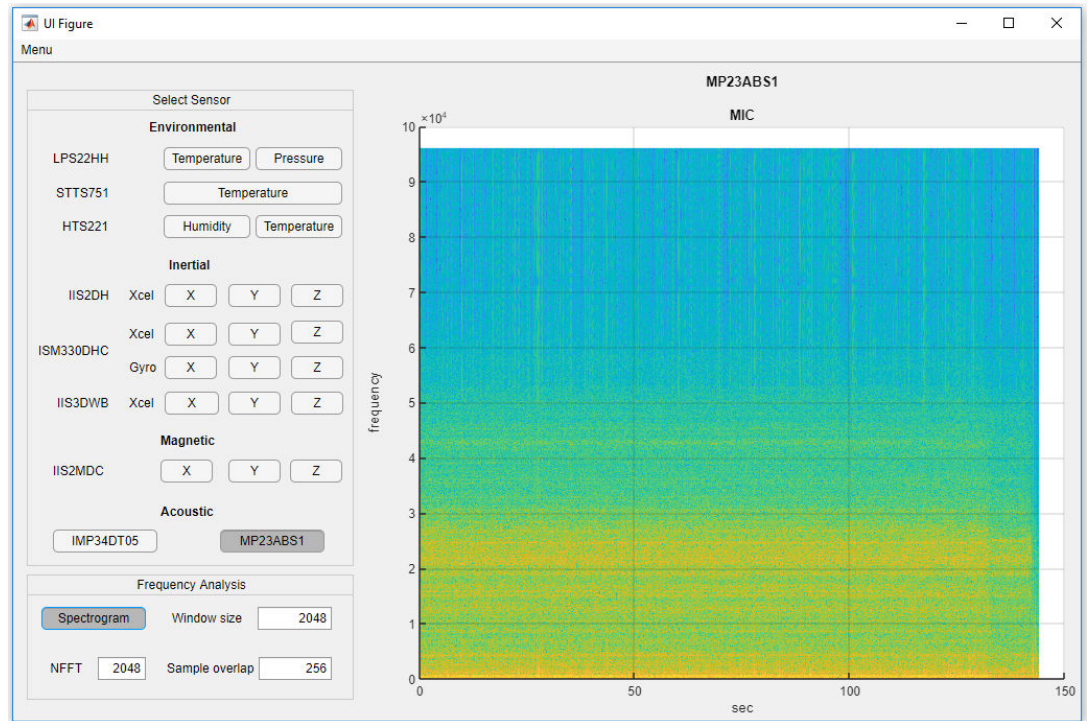 UI Figure
Menu
Select Sensor
Environmental
LPS22HH Temperature Pressure
STTS751 Temperature
HTS221 Humidity Temperature
Inertial
IIS2DH Xcel X Y Z
ISM330DHC Xcel X Y Z
Gyro X Y Z
IIS3DWB Xcel X Y Z
Magnetic
IIS2MDC X Y Z
Acoustic
IMP34DT05 MP23ABS1
Frequency Analysis
Spectrogram Window size 2048
NFFT 2048 Sample overlap 256
MP23ABS1
MIC
×10⁴
10
9
8
7
6
5
4
3
2
1
0
frequency
0 50 100 150
sec